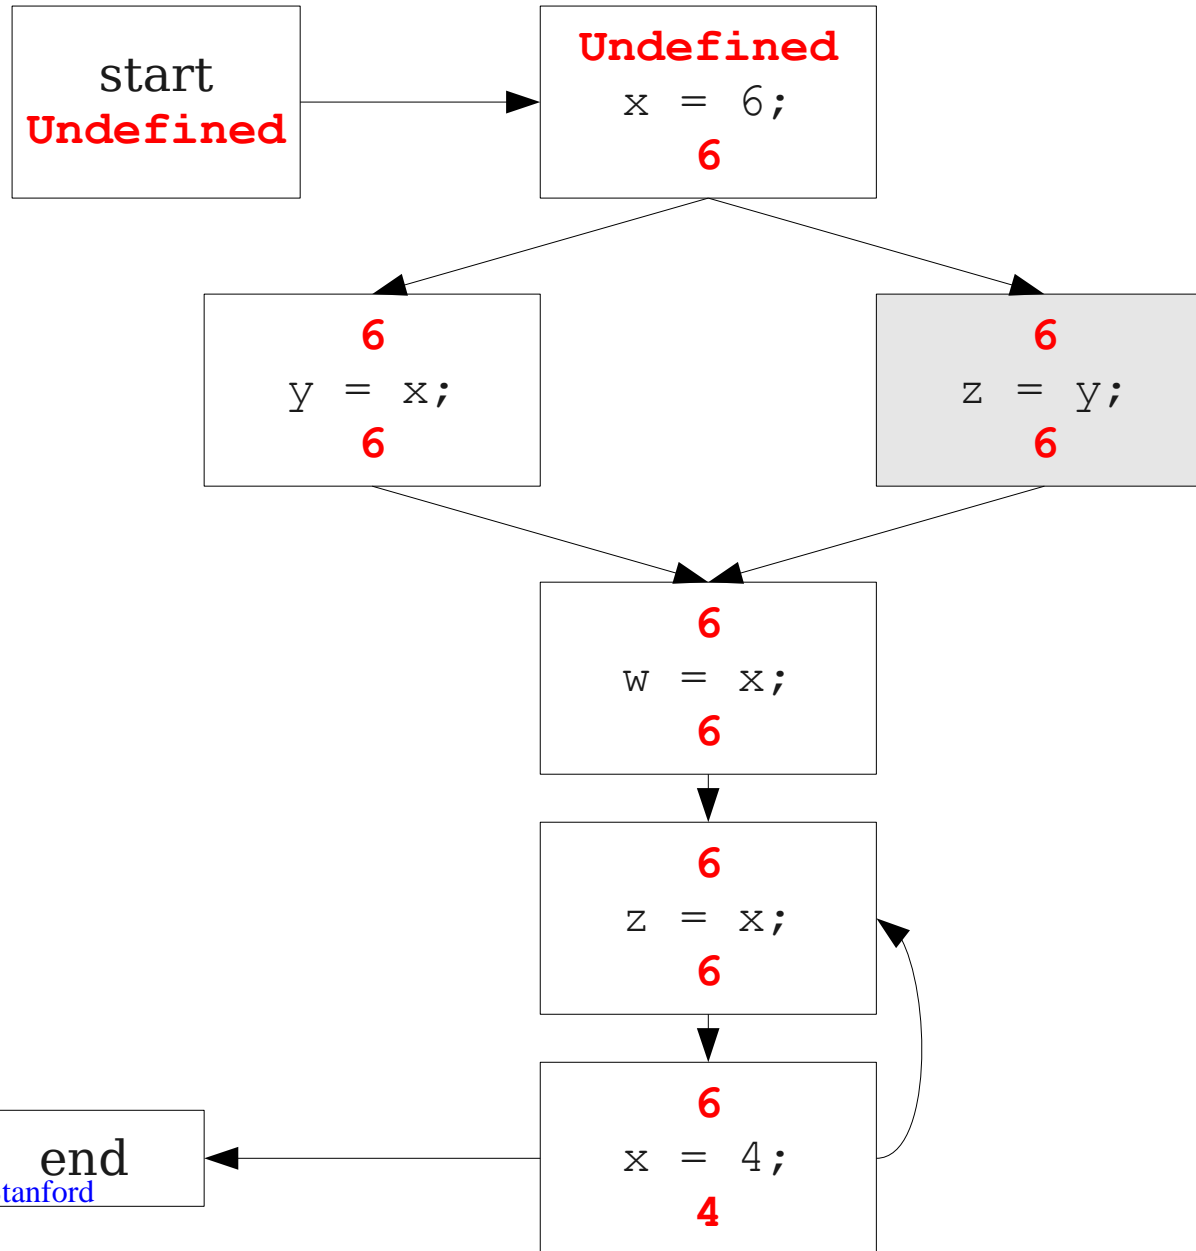 start
Undefined
Undefined
x = 6;
6
6
y = x;
6
6
z = y;
6
6
w = x;
6
6
z = x;
6
6
x = 4;
4
end
tanford